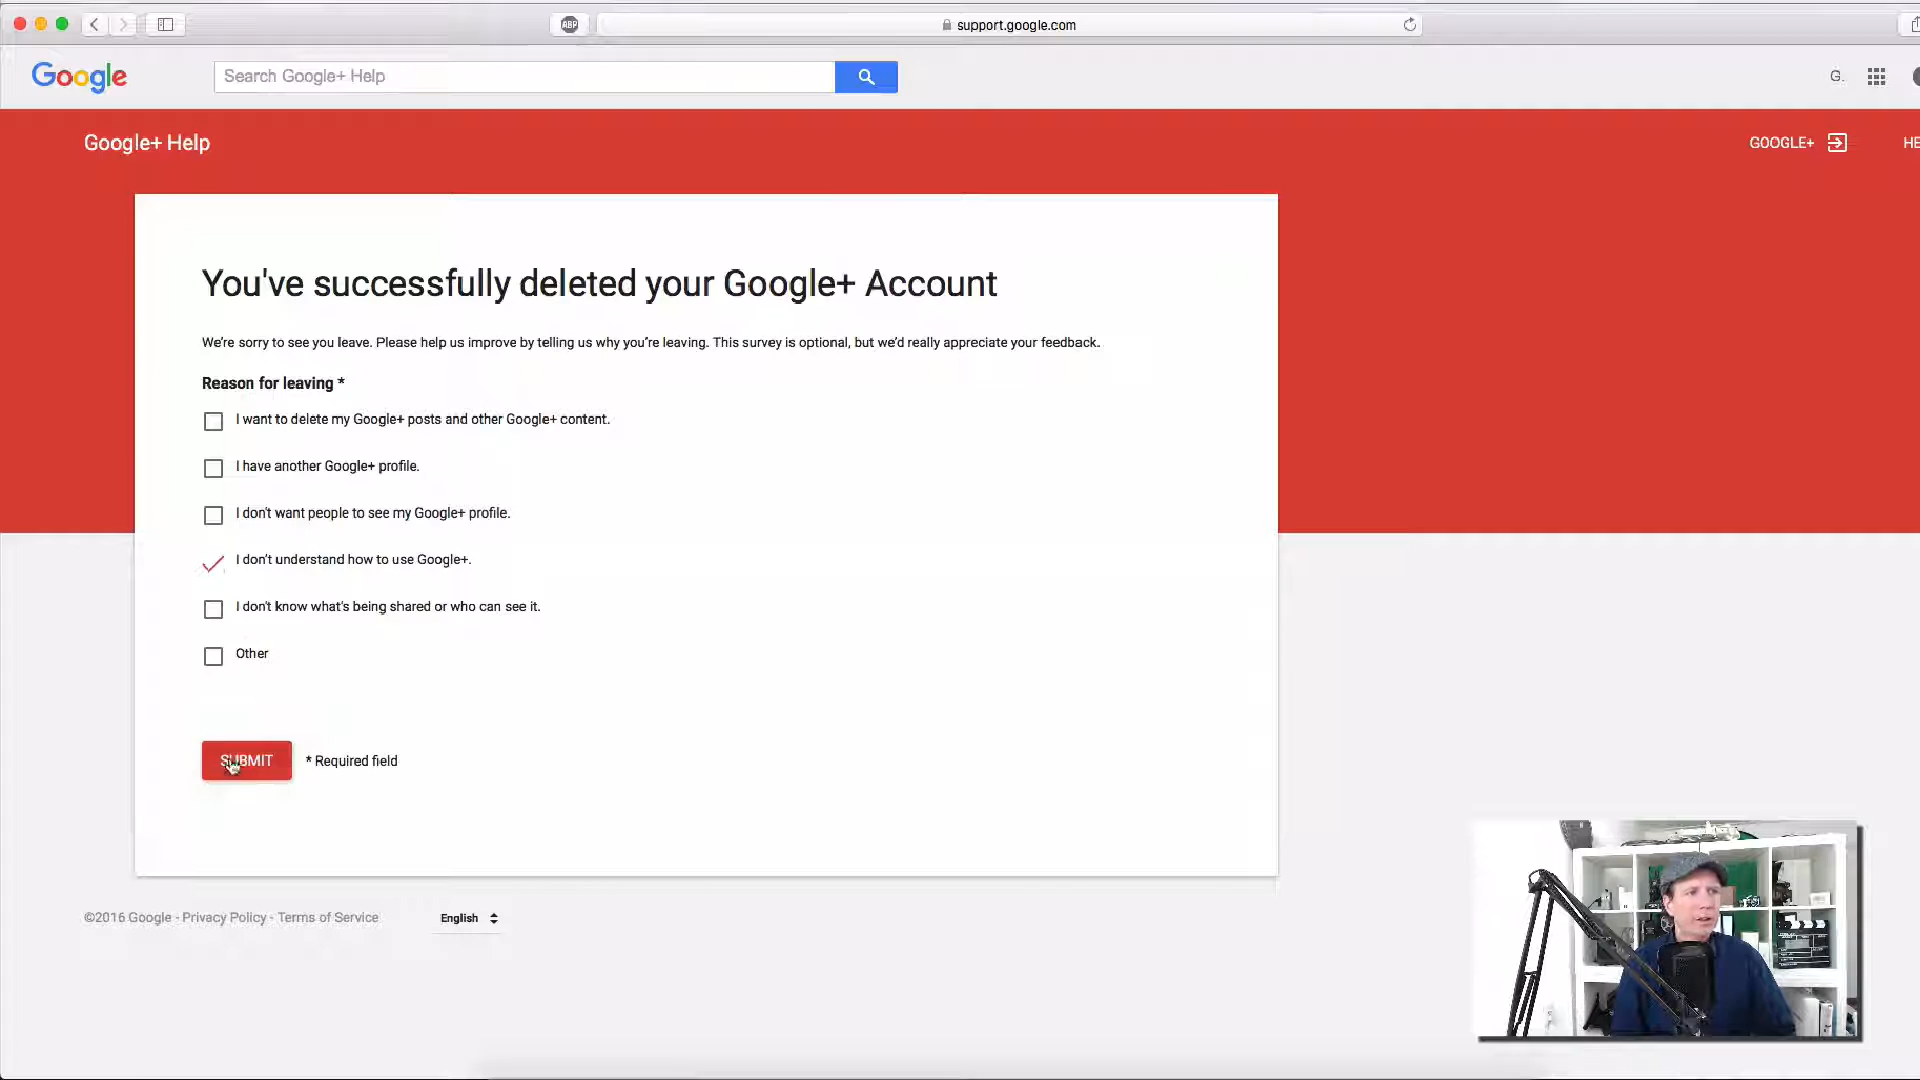 ABP
support.google.com
Google
Search Google+ Help
G.
Google+ Help
GOOGLE+
HE
You've successfully deleted your Google+ Account
We're sorry to see you leave. Please help us improve by telling us why you're leaving. This survey is optional, but we'd really appreciate your feedback.
Reason for leaving *
I want to delete my Google+ posts and other Google+ content.
I have another Google+ profile.
I don't want people to see my Google+ profile.
I don't understand how to use Google+.
I don't know what's being shared or who can see it.
Other
SUBMIT
* Required field
©2016 Google - Privacy Policy - Terms of Service
English